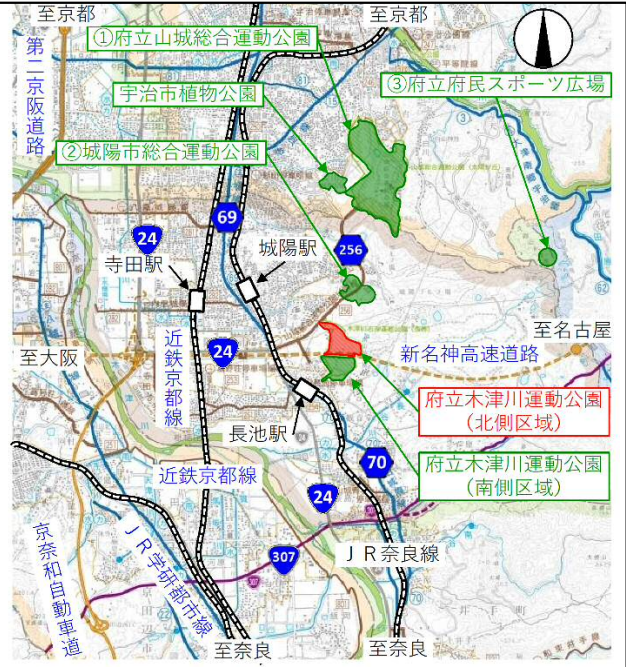 至京都
至京都
①府立山城総合運動公園
第二京阪道路
宇治市植物公園
③府立府民スポーツ広場
②城陽市総合運動公園
69
24
256
城陽駅
寺田駅
至名古屋
至大阪
近鉄京都線
24
新名神高速道路
府立木津川運動公園
(北側区域)
長池駅
府立木津川運動公園
(南側区域)
70
近鉄京都線
24
307
JR奈良線
京奈和自動車道
JR学研都市線
至奈良
至奈良